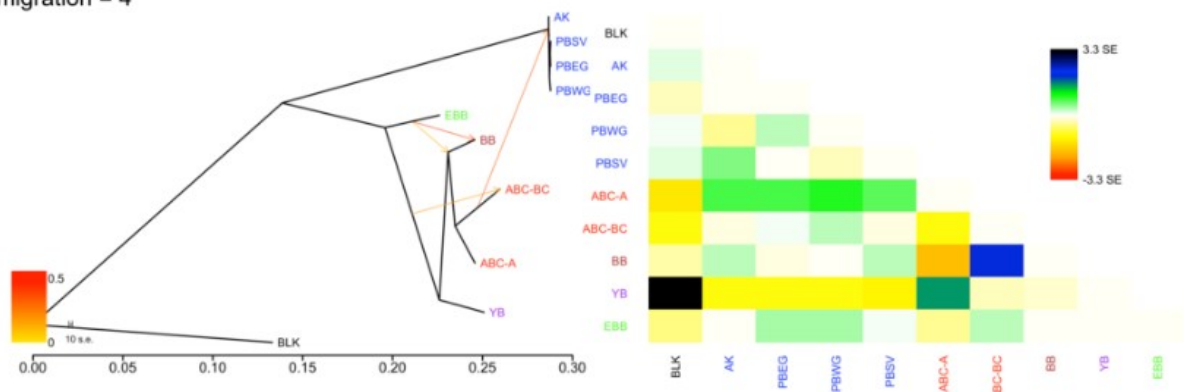 migration = 4
AK
PBSV
PBEG
PBWG
EBB
BB
ABC-BC
ABC-A
YB
BLK
0.5
0
10 s.e.
0.00 0.05 0.10 0.15 0.20 0.25 0.30
BLK
AK
PBEG
PBWG
PBSV
ABC-A
ABC-BC
BB
YB
EBB
3.3 SE
-3.3 SE
BLK AK PBEG PBWG PBSV ABC-A BC-BC BB YB EBB